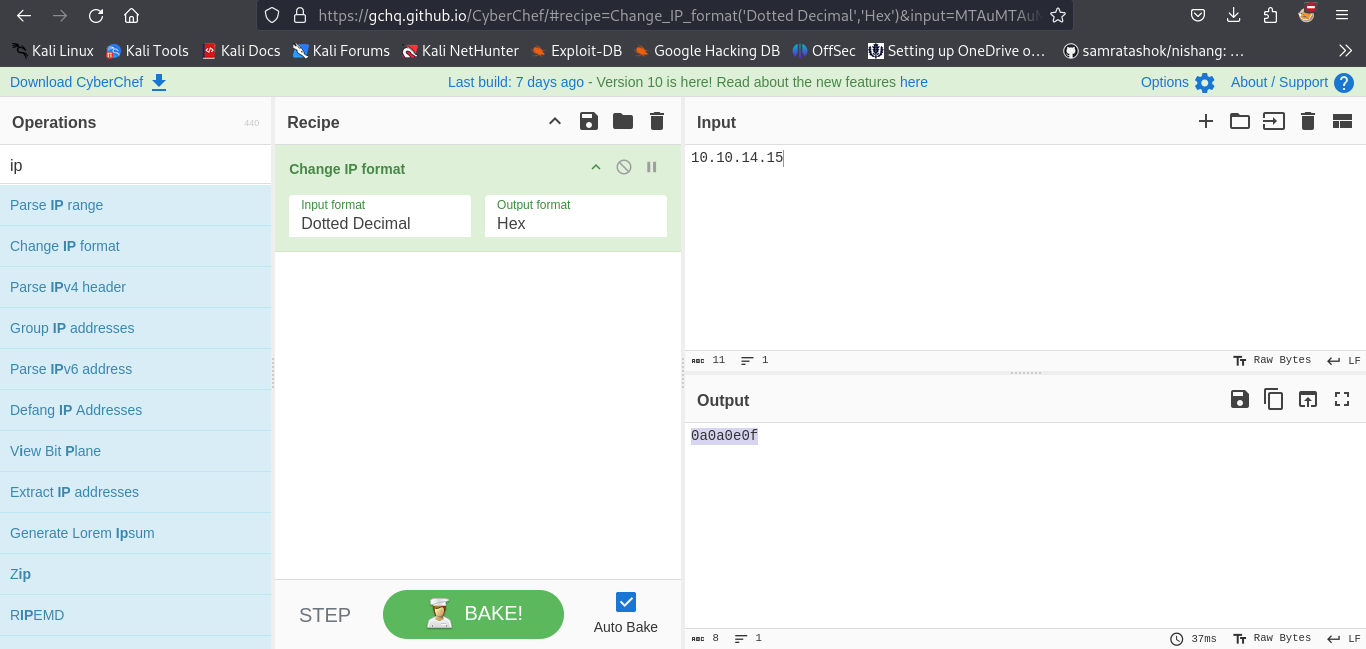 https://gchq.github.io/CyberChef/#recipe=Change_IP_format('Dotted Decimal','Hex')&input=MTAuMTAuM
Kali Linux Kali Tools Kali Docs Kali Forums Kali NetHunter Exploit-DB Google Hacking DB OffSec Setting up OneDrive o… samratashok/nishang: …
Download CyberChef Last build: 7 days ago - Version 10 is here! Read about the new features here Options About / Support ?
Operations 440
ip
Parse IP range
Change IP format
Parse IPv4 header
Group IP addresses
Parse IPv6 address
Defang IP Addresses
View Bit Plane
Extract IP addresses
Generate Lorem Ipsum
Zip
RIPEMD
Recipe
Change IP format
Input format Output format
Dotted Decimal Hex
STEP BAKE! Auto Bake
Input
10.10.14.15
ABC 11 1 Tт Raw Bytes LF
Output
0a0a0e0f
ABC 8 1 37ms Tт Raw Bytes LF